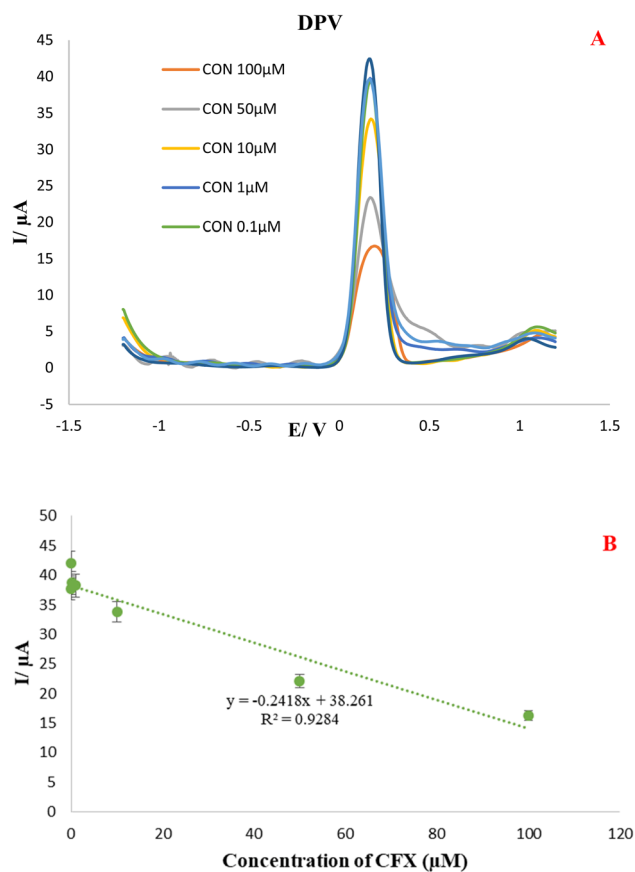 DPV
A
45
40
35
30
25
20
15
10
5
0
-5
I/ µA
CON 100µM
CON 50µM
CON 10µM
CON 1µM
CON 0.1µM
-1.5
-1
-0.5
0
0.5
1
1.5
E/ V
B
50
45
40
35
30
25
20
15
10
5
0
I/ µA
y = -0.2418x + 38.261
R² = 0.9284
0
20
40
60
80
100
120
Concentration of CFX (µM)